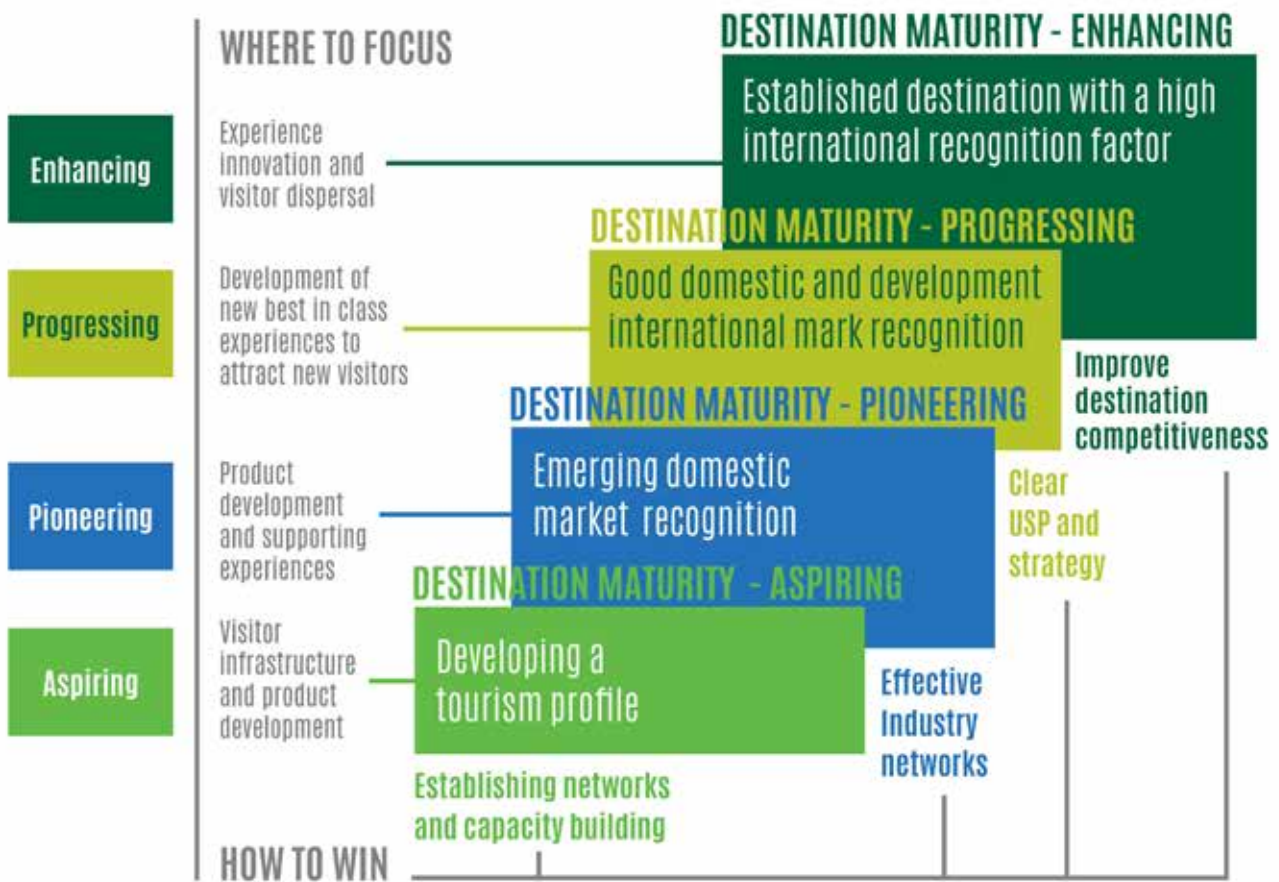 WHERE TO FOCUS
DESTINATION MATURITY - ENHANCING
Established destination with a high
international recognition factor
Enhancing
Experience
innovation and
visitor dispersal
DESTINATION MATURITY - PROGRESSING
Good domestic and development
international mark recognition
Progressing
Development of
new best in class
experiences to
attract new visitors
Improve
destination
competitiveness
DESTINATION MATURITY - PIONEERING
Emerging domestic
market recognition
Pioneering
Product
development
and supporting
experiences
Clear
USP and
strategy
DESTINATION MATURITY - ASPIRING
Developing a
tourism profile
Aspiring
Visitor
infrastructure
and product
development
Effective
Industry
networks
Establishing networks
and capacity building
HOW TO WIN